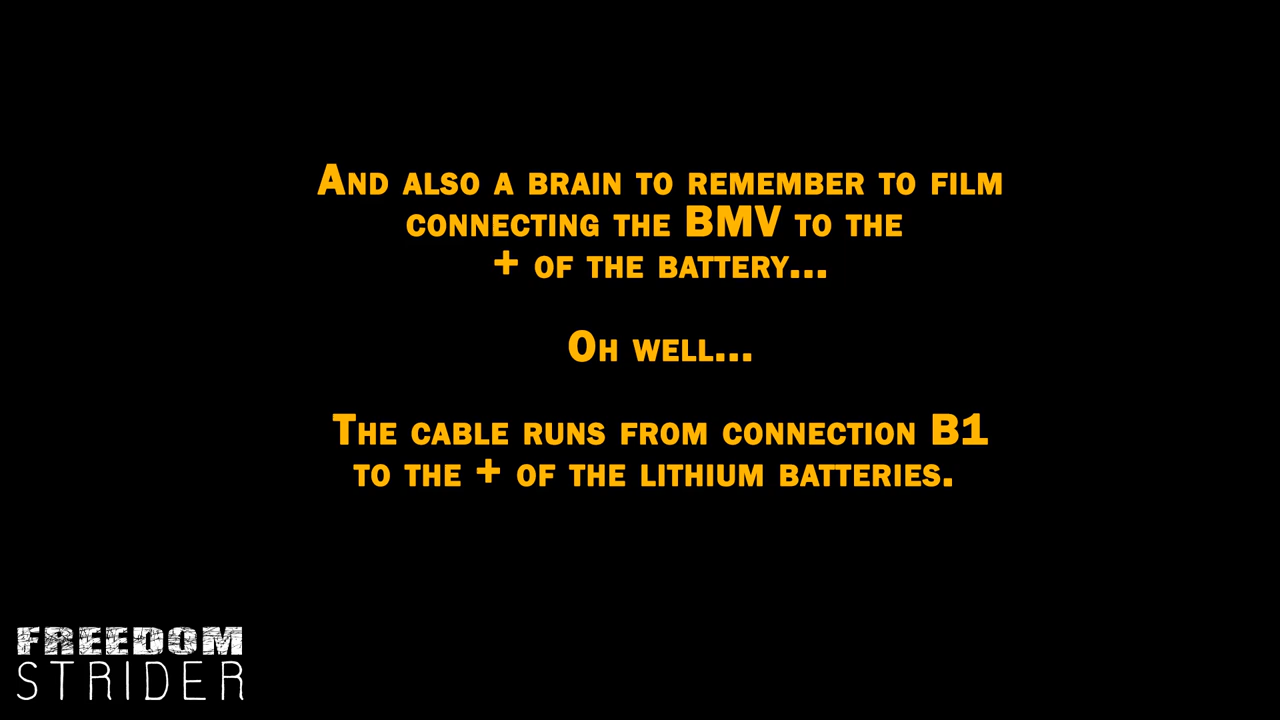 And also a brain to remember to film
connecting the BMV to the
+ of the battery...
Oh well...
The cable runs from connection B1
to the + of the lithium batteries.
FREEDOM
STRIDER